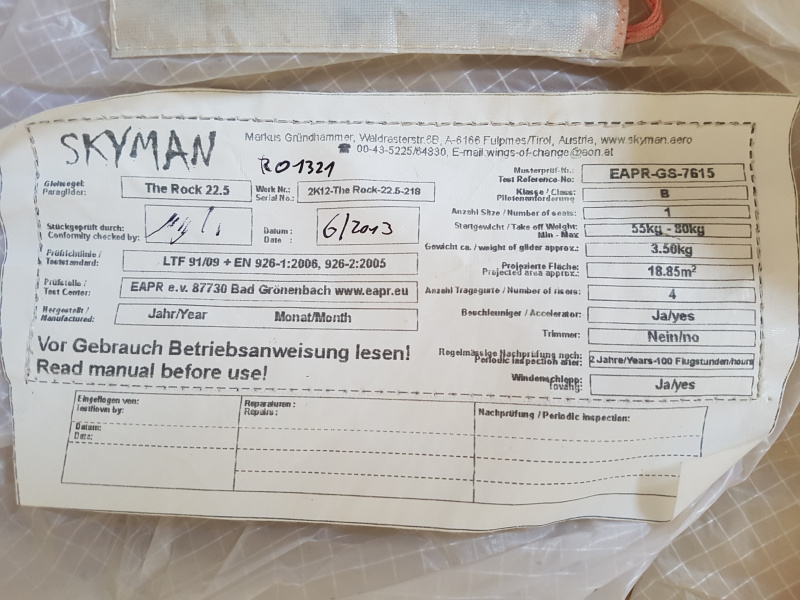 SKYMAN
Markus Gründhammer, Waldrasterstr.6B, A-6166 Fulpmes/Tirol, Austria, www.skyman.aero
☎ 00-43-5225/64330, E-mail:wings-of-change@aon.at
RO1321
Gleitsegel: Paraglider: The Rock 22.5
Werk Nr.: Serial No.: 2K12-The Rock-22.5-218
Stückgeprüft durch: Conformity checked by:
Datum: Date: 6/2013
Prüfrichtlinie / Teststandard: LTF 91/09 + EN 926-1:2006, 926-2:2005
Prüfstelle / Test Center: EAPR e.v. 87730 Bad Grönenbach www.eapr.eu
Hergestellt / Manufactured: Jahr/Year Monat/Month
Vor Gebrauch Betriebsanweisung lesen!
Read manual before use!
Musterprüf-Nr.: Test Reference-No: EAPR-GS-7615
Klasse / Class: Pilotenanforderung B
Anzahl Sitze / Number of seats: 1
Startgewicht / Take off Weight: Min - Max 55kg - 80kg
Gewicht ca. / weight of glider approx.: 3.50kg
Projezierte Fläche: Projected area approx.: 18.85m²
Anzahl Tragegurte / Number of risers: 4
Beschleuniger / Accelerator: Ja/yes
Trimmer: Nein/no
Regelmässige Nachprüfung nach: Periodic inspection after: 2 Jahre/Years-100 Flugstunden/hours
Windenschlepp: Towing: Ja/yes
Eingeflogen von: Testflown by:
Datum:
Date:
Reparaturen:
Repairs:
Nachprüfung / Periodic inspection: